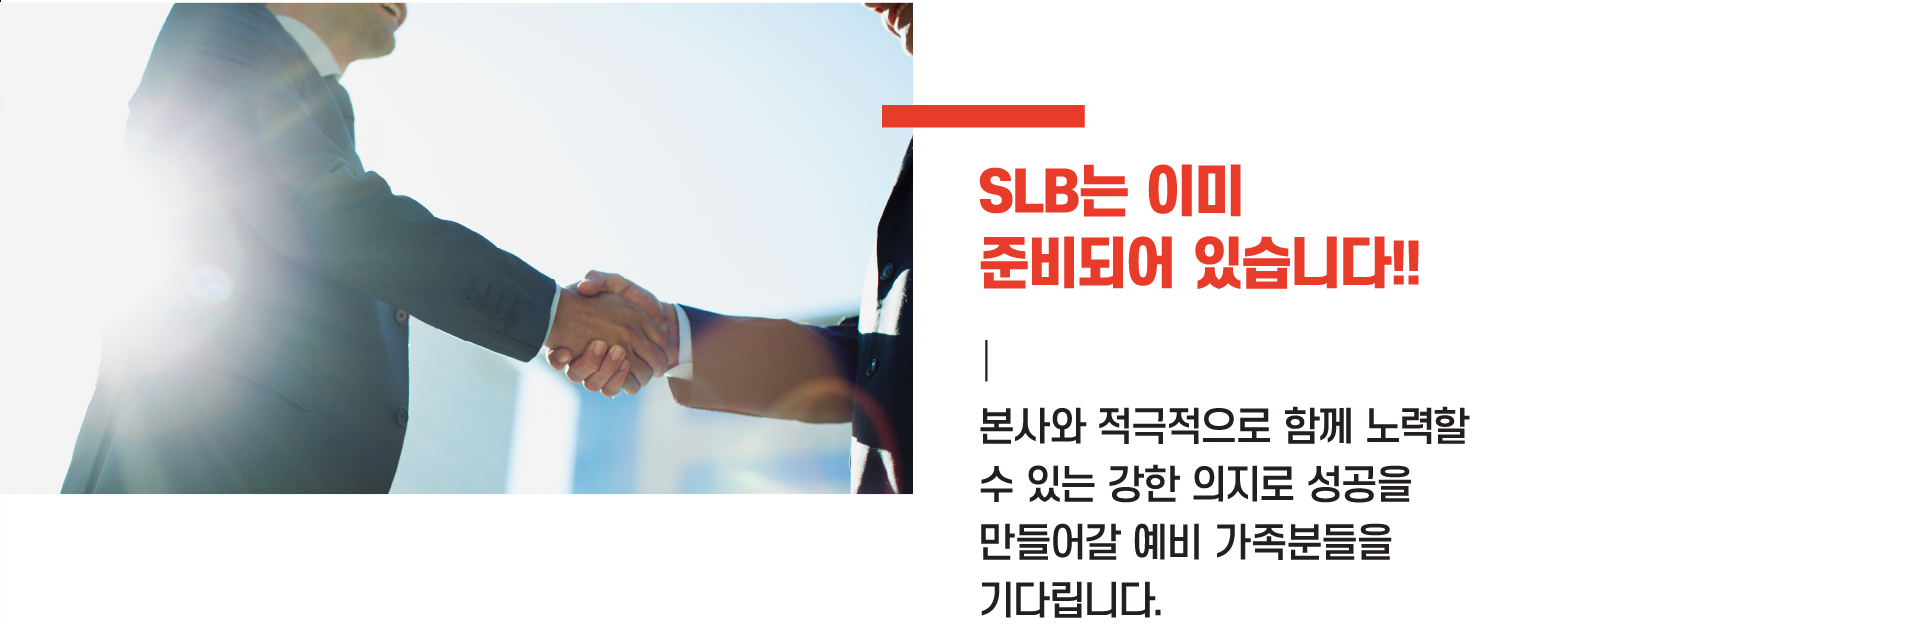 SLB는 이미
준비되어 있습니다!!
본사와 적극적으로 함께 노력할
수 있는 강한 의지로 성공을
만들어갈 예비 가족분들을
기다립니다.